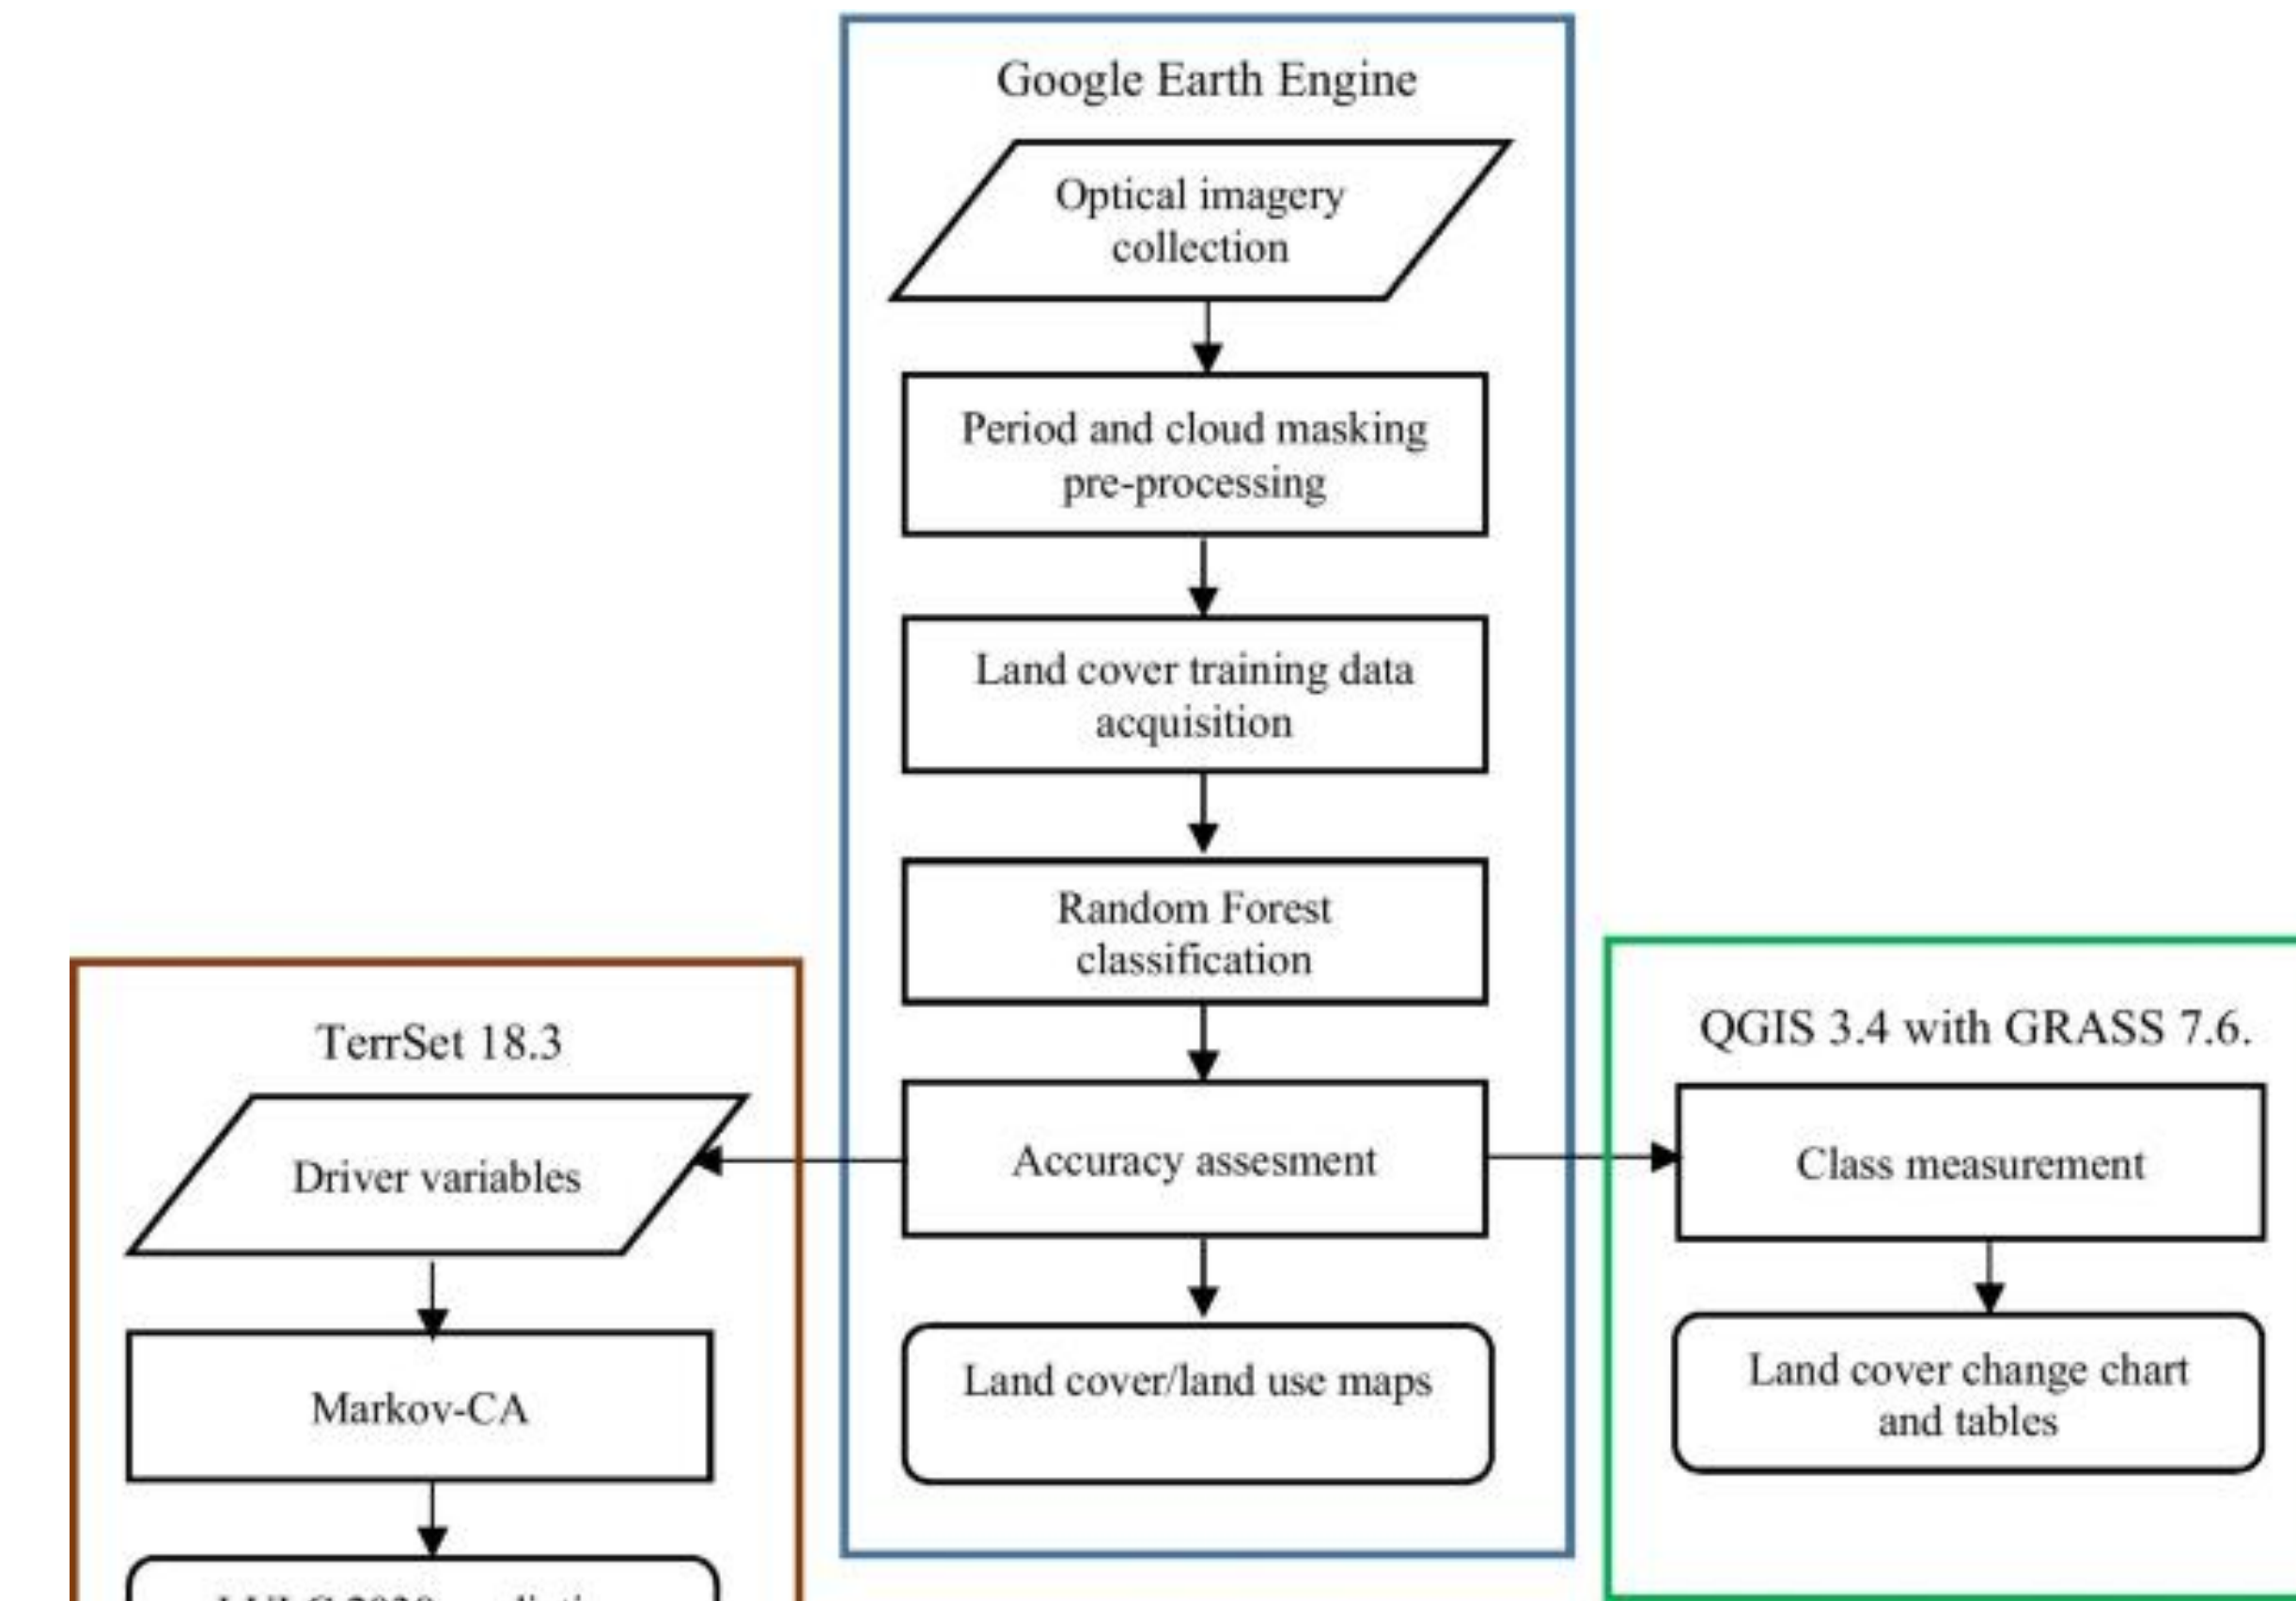 Google Earth Engine
Optical imagery
collection
Period and cloud masking
pre-processing
Land cover training data
acquisition
Random Forest
classification
Accuracy assesment
Land cover/land use maps
TerrSet 18.3
Driver variables
Markov-CA
QGIS 3.4 with GRASS 7.6.
Class measurement
Land cover change chart
and tables